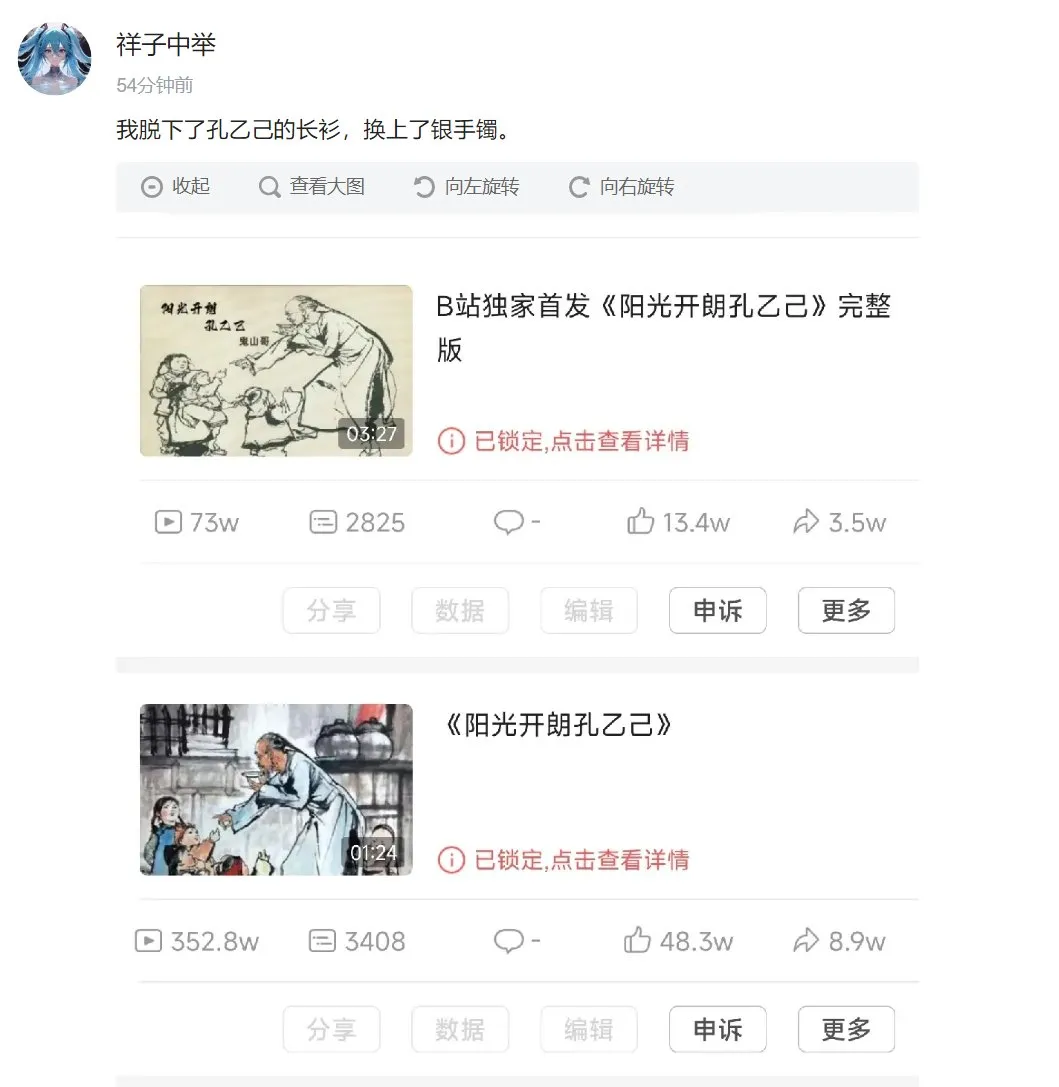 祥子中举
54分钟前
我脱下了孔乙己的长衫，换上了银手镯。
收起 查看大图 向左旋转 向右旋转
阳光开朗
孔乙己
鬼山哥
03:27
B站独家首发《阳光开朗孔乙己》完整
版
已锁定,点击查看详情
73w 2825 - 13.4w 3.5w
分享 数据 编辑 申诉 更多
01:24
《阳光开朗孔乙己》
已锁定,点击查看详情
352.8w 3408 - 48.3w 8.9w
分享 数据 编辑 申诉 更多